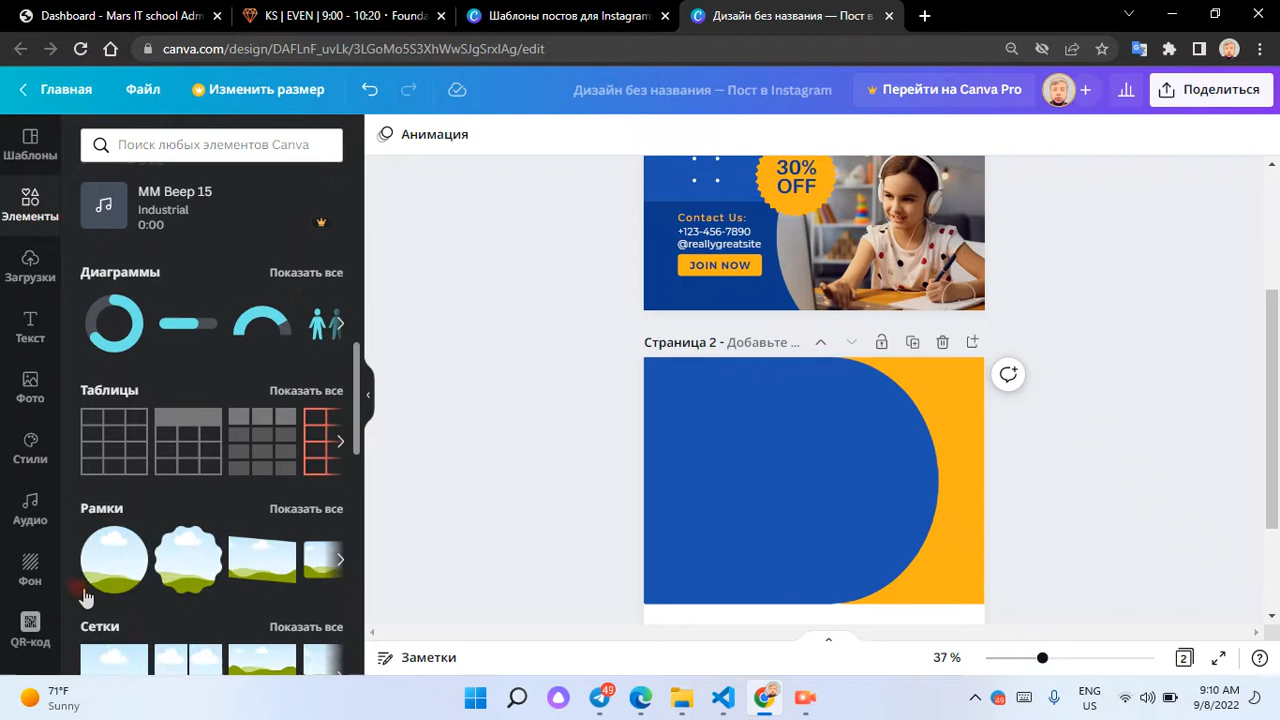 Dashboard - Mars IT school Adm
KS | EVEN | 9:00 - 10:20 • Founda
Шаблоны постов для Instagram
Дизайн без названия — Пост в
canva.com/design/DAFLnF_uvLk/3LGoMo5S3XhWwSJgSrxlAg/edit
Главная
Файл
Изменить размер
Дизайн без названия — Пост в Instagram
Перейти на Canva Pro
Поделиться
Шаблоны
Элементы
Загрузки
Текст
Фото
Стили
Аудио
Фон
QR-код
Поиск любых элементов Canva
MM Beep 15
Industrial
0:00
Диаграммы
Показать все
Таблицы
Показать все
Рамки
Показать все
Сетки
Показать все
Анимация
30%
OFF
Contact Us:
+123-456-7890
@reallygreatsite
JOIN NOW
Страница 2 - Добавьте ...
Заметки
37 %
2
71°F
Sunny
49
49
ENG
US
9:10 AM
9/8/2022